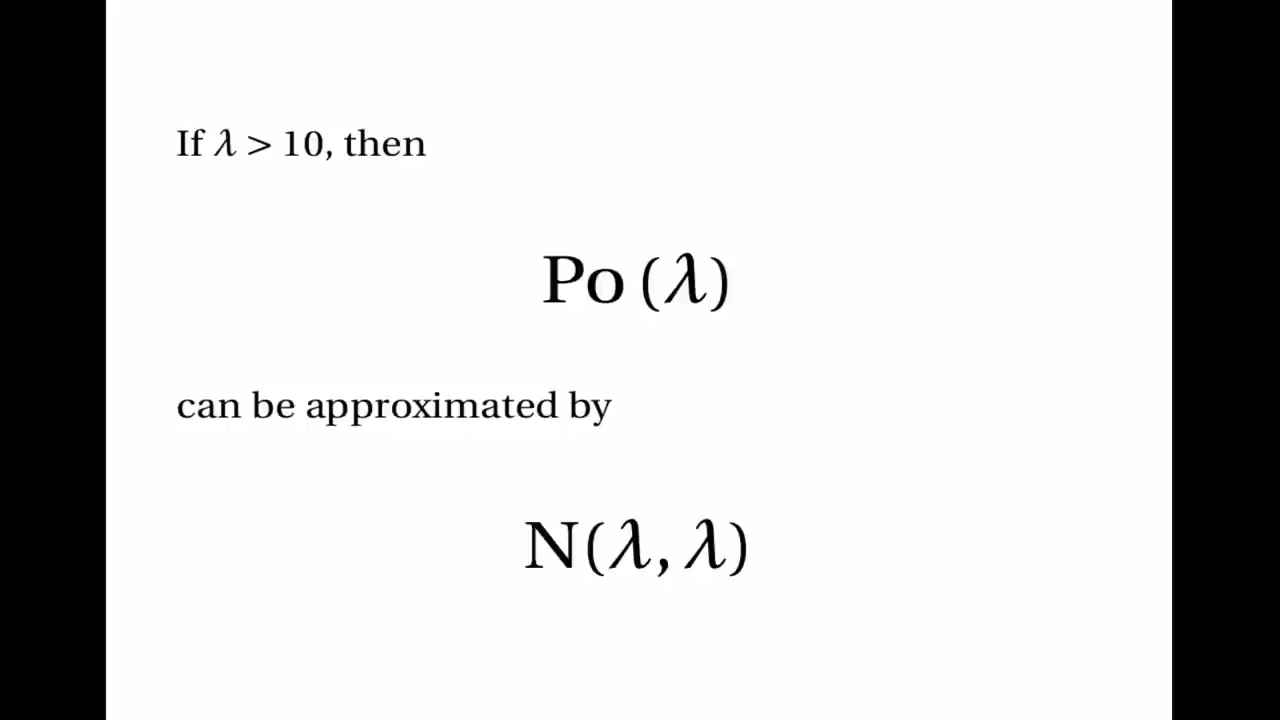 If λ > 10, then
Po (λ)
can be approximated by
N(λ, λ)